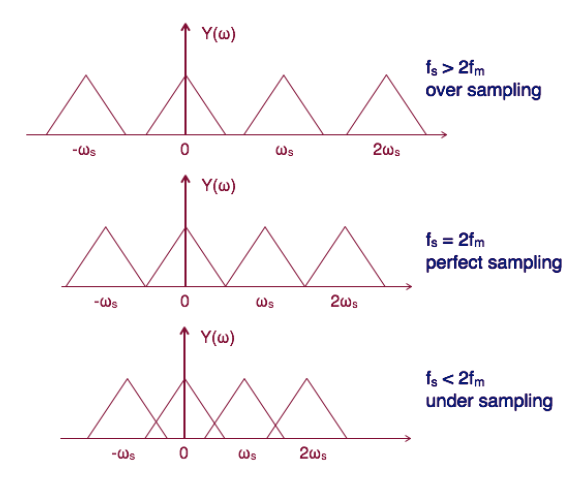 Y(ω)
fₛ > 2fₘ
over sampling
-ωₛ 0 ωₛ 2ωₛ
Y(ω)
fₛ = 2fₘ
perfect sampling
-ωₛ 0 ωₛ 2ωₛ
Y(ω)
fₛ < 2fₘ
under sampling
-ωₛ 0 ωₛ 2ωₛ